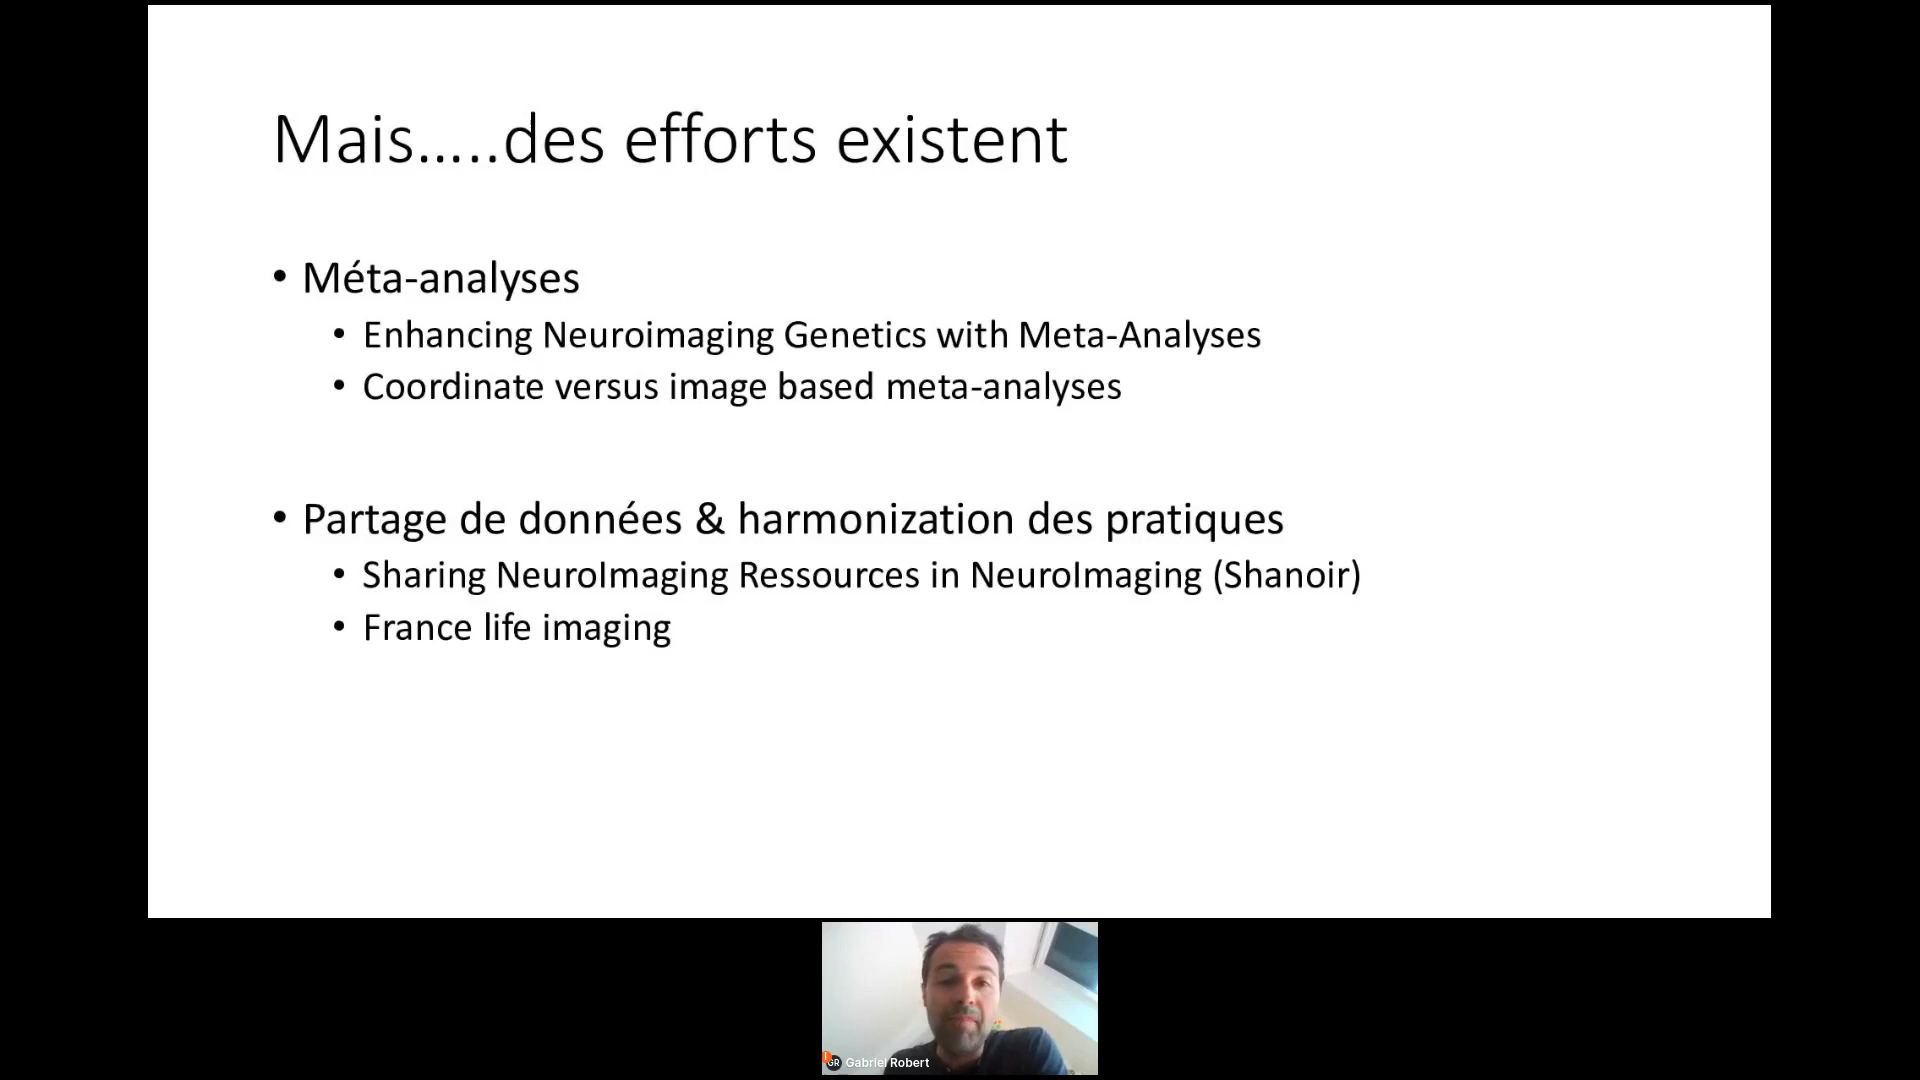 Mais…..des efforts existent
• Méta-analyses
• Enhancing Neuroimaging Genetics with Meta-Analyses
• Coordinate versus image based meta-analyses
• Partage de données & harmonization des pratiques
• Sharing NeuroImaging Ressources in NeuroImaging (Shanoir)
• France life imaging
GR Gabriel Robert